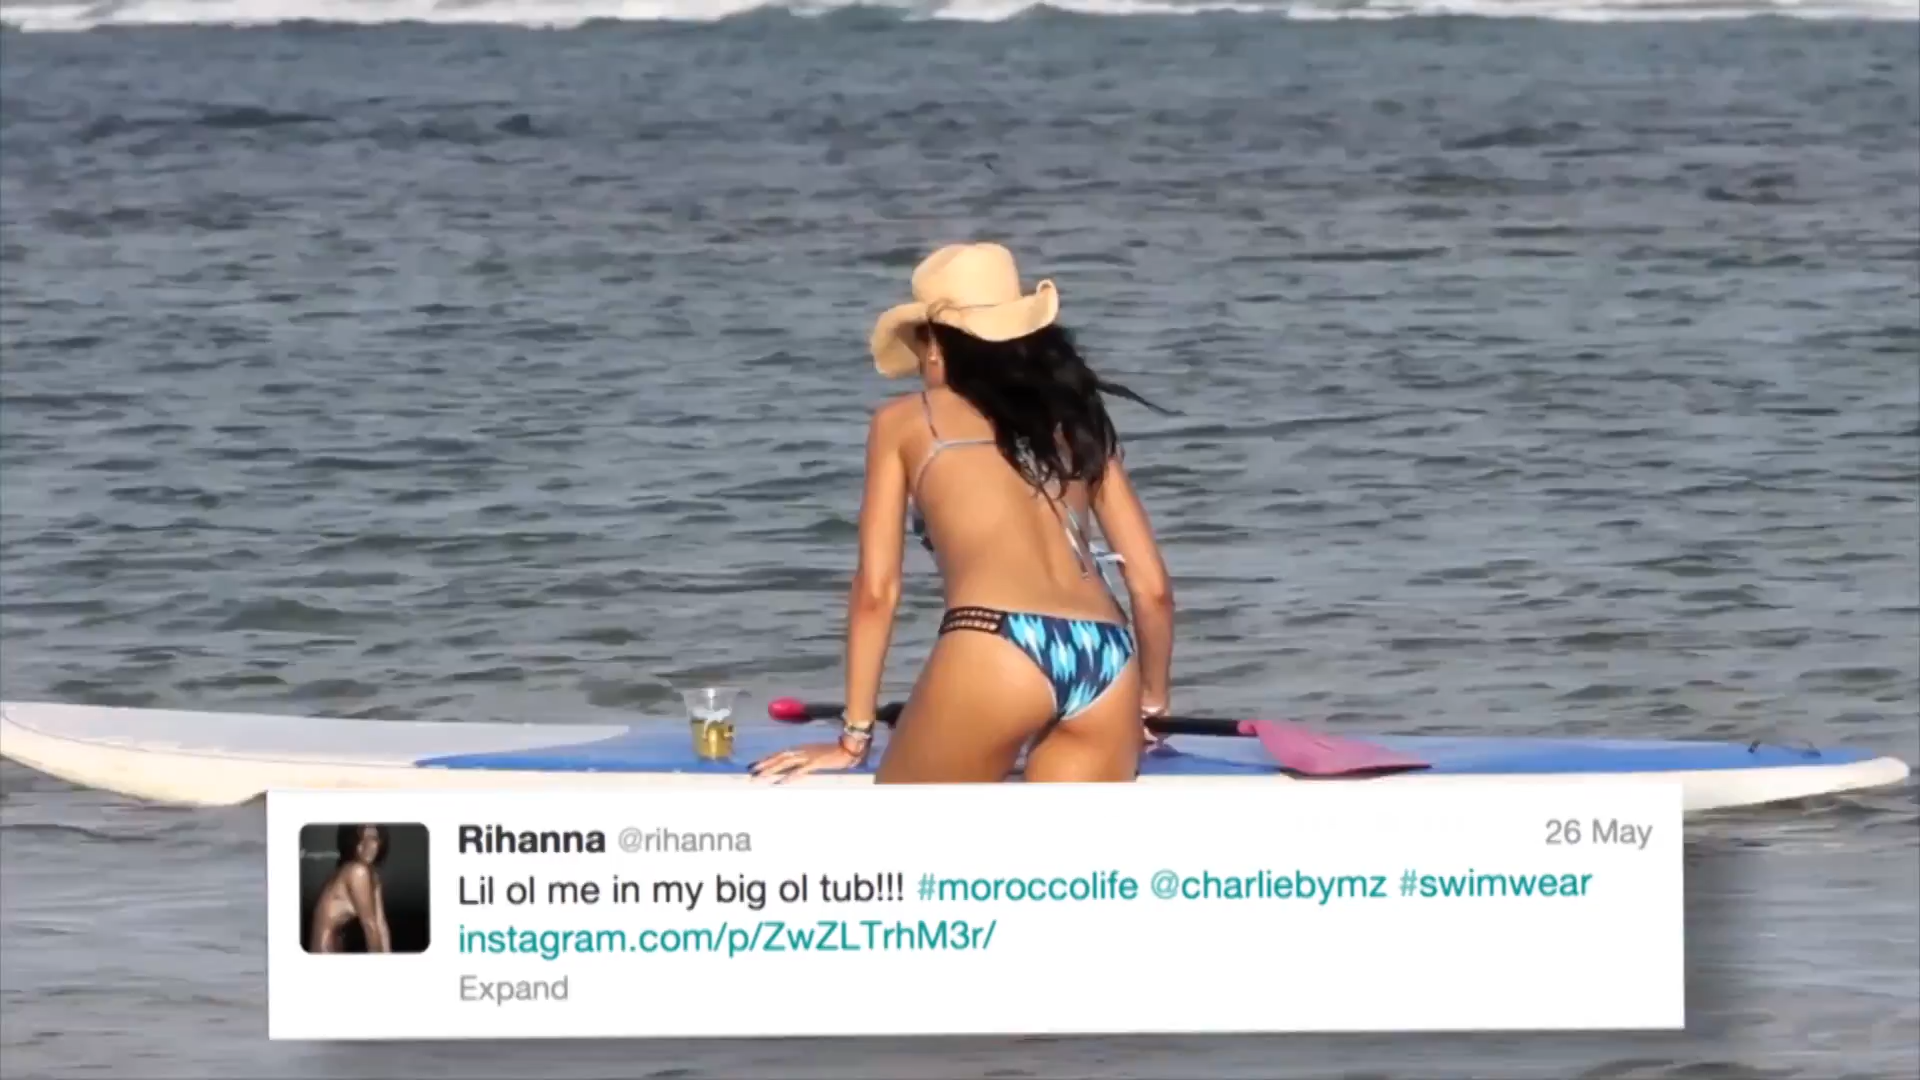 Rihanna @rihanna 26 May
Lil ol me in my big ol tub!!! #moroccolife @charliebymz #swimwear
instagram.com/p/ZwZLTrhM3r/
Expand